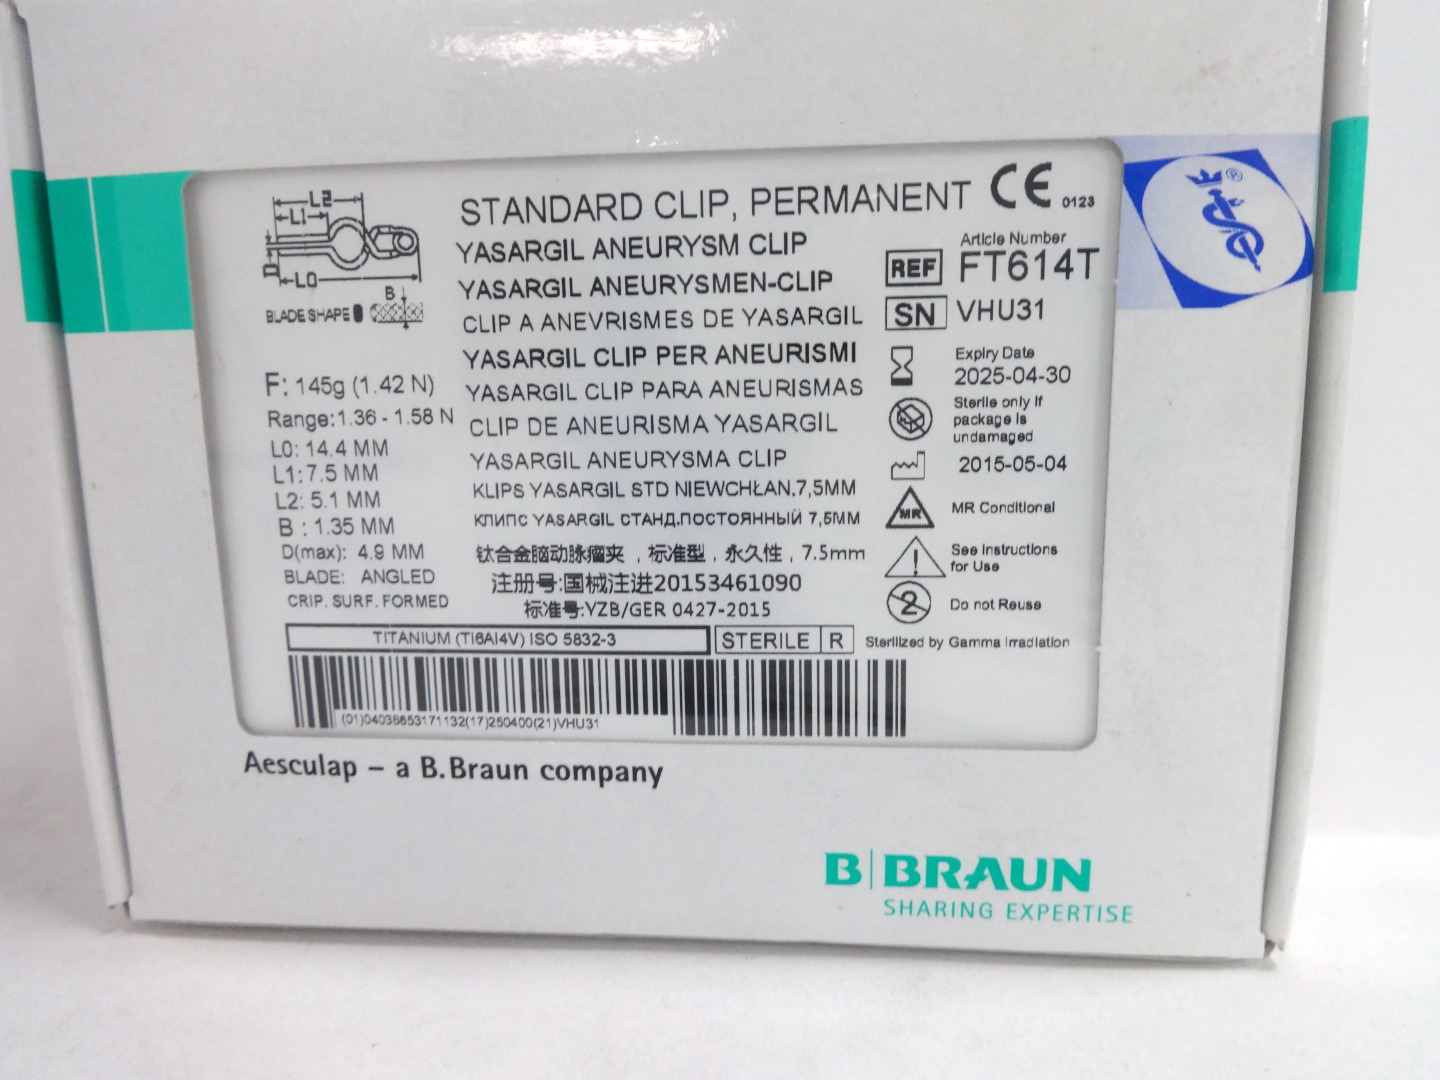 L2
L1
D
L0
B
BLADE SHAPE
F: 145g (1.42 N)
Range:1.36 - 1.58 N
L0: 14.4 MM
L1: 7.5 MM
L2: 5.1 MM
B : 1.35 MM
D(max): 4.9 MM
BLADE: ANGLED
CRIP. SURF. FORMED
STANDARD CLIP, PERMANENT
YASARGIL ANEURYSM CLIP
YASARGIL ANEURYSMEN-CLIP
CLIP A ANEVRISMES DE YASARGIL
YASARGIL CLIP PER ANEURISMI
YASARGIL CLIP PARA ANEURISMAS
CLIP DE ANEURISMA YASARGIL
YASARGIL ANEURYSMA CLIP
KLIPS YASARGIL STD NIEWCHŁAN.7,5MM
КЛИПС YASARGIL СТАНД.ПОСТОЯННЫЙ 7,5MM
钛合金脑动脉瘤夹，标准型，永久性，7.5mm
注册号:国械注进20153461090
标准号:YZB/GER 0427-2015
CE 0123
Article Number
REF FT614T
SN VHU31
Expiry Date
2025-04-30
Sterile only if
package is
undamaged
2015-05-04
MR MR Conditional
! See Instructions
for Use
2 Do not Reuse
TITANIUM (TI6Al4V) ISO 5832-3
STERILE R Sterilized by Gamma Irradiation
(01)04038653171132(17)250400(21)VHU31
®
Aesculap – a B.Braun company
B|BRAUN
SHARING EXPERTISE